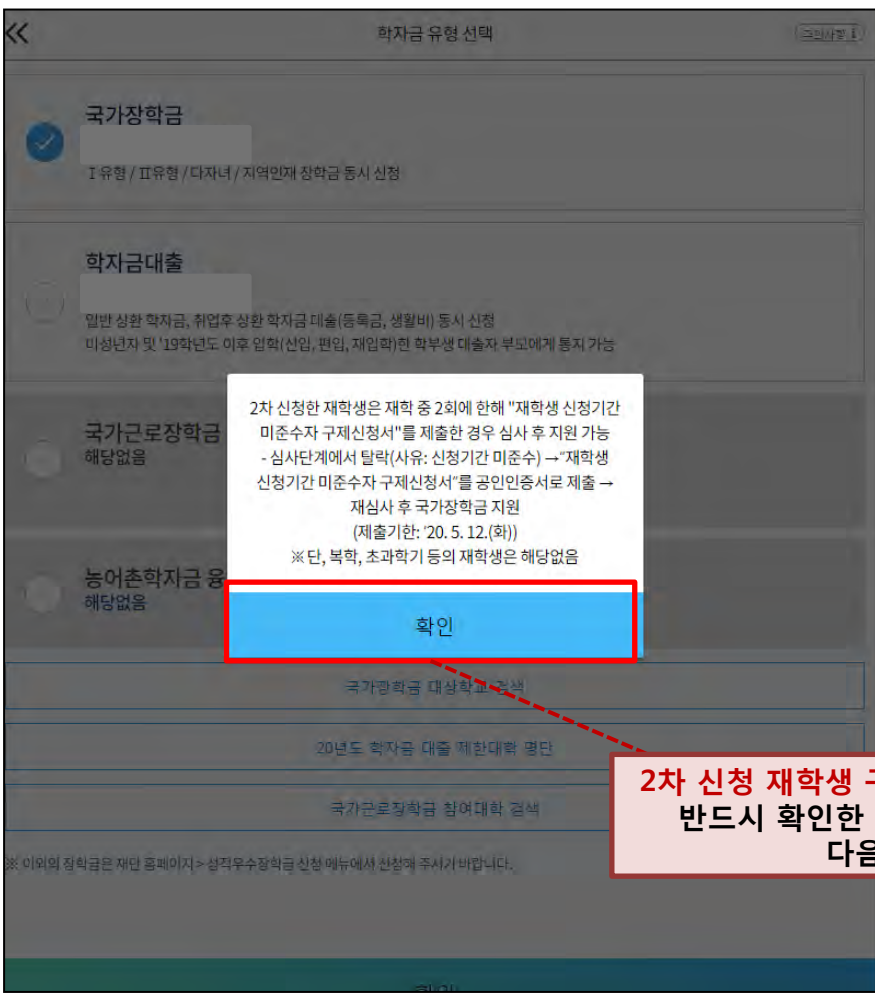 학자금 유형 선택
국가장학금
Ⅰ유형 / Ⅱ유형 / 다자녀 / 지역인재 장학금 동시 신청
학자금대출
일반 상환 학자금, 취업후 상환 학자금 대출(등록금, 생활비) 동시 신청
미성년자 및 '19학년도 이후 입학(신입, 편입, 재입학)한 학부생 대출자 부모에게 통지 가능
국가근로장학금
해당없음
농어촌학자금 융
해당없음
2차 신청한 재학생은 재학 중 2회에 한해 "재학생 신청기간
미준수자 구제신청서"를 제출한 경우 심사 후 지원 가능
- 심사단계에서 탈락(사유: 신청기간 미준수) →"재학생
신청기간 미준수자 구제신청서"를 공인인증서로 제출 →
재심사 후 국가장학금 지원
(제출기한: '20. 5. 12.(화))
※ 단, 복학, 초과학기 등의 재학생은 해당없음
확인
국가장학금 대상학교 검색
20년도 학자금 대출 제한대학 명단
국가근로장학금 참여대학 검색
2차 신청 재학생
반드시 확인한
다음
※ 이외의 장학금은 재단 홈페이지 > 성적우수장학금 신청 메뉴에서 신청해 주시기 바랍니다.